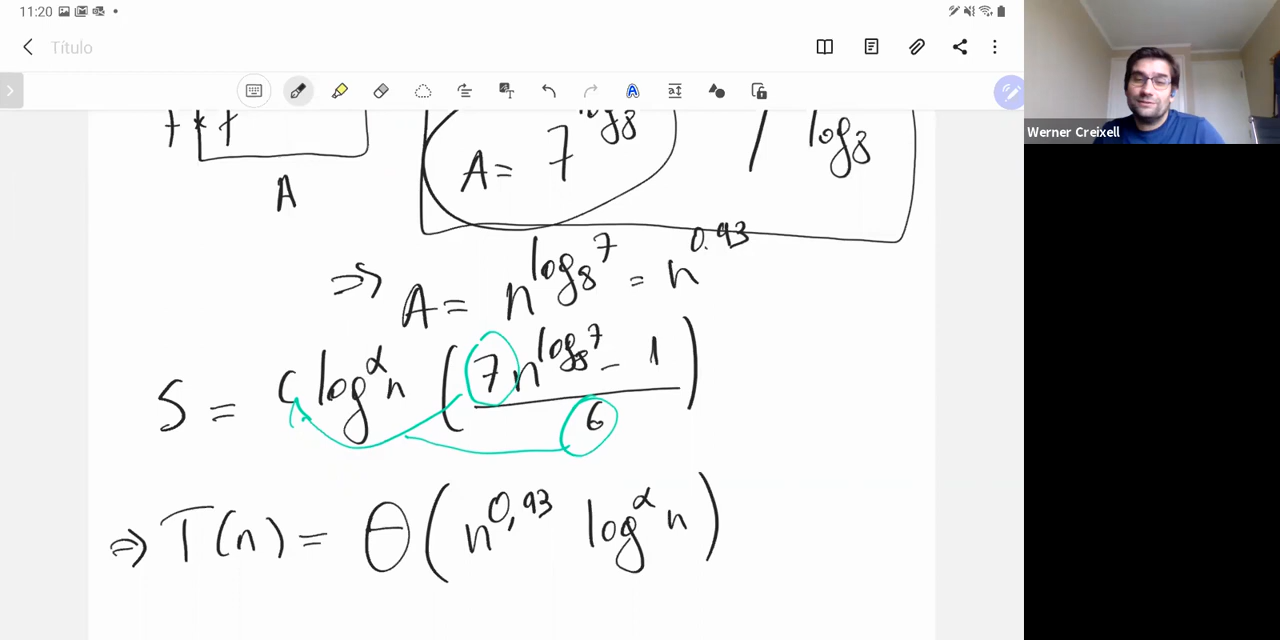 11:20
Título
Werner Creixell
A = 7^log8 / log8
A
⇒ A = n^log8 7 = n^0.93
S = c log^α n (7n^log8 7 - 1 / 6)
⇒ T(n) = Θ(n^0,93 log^α n)